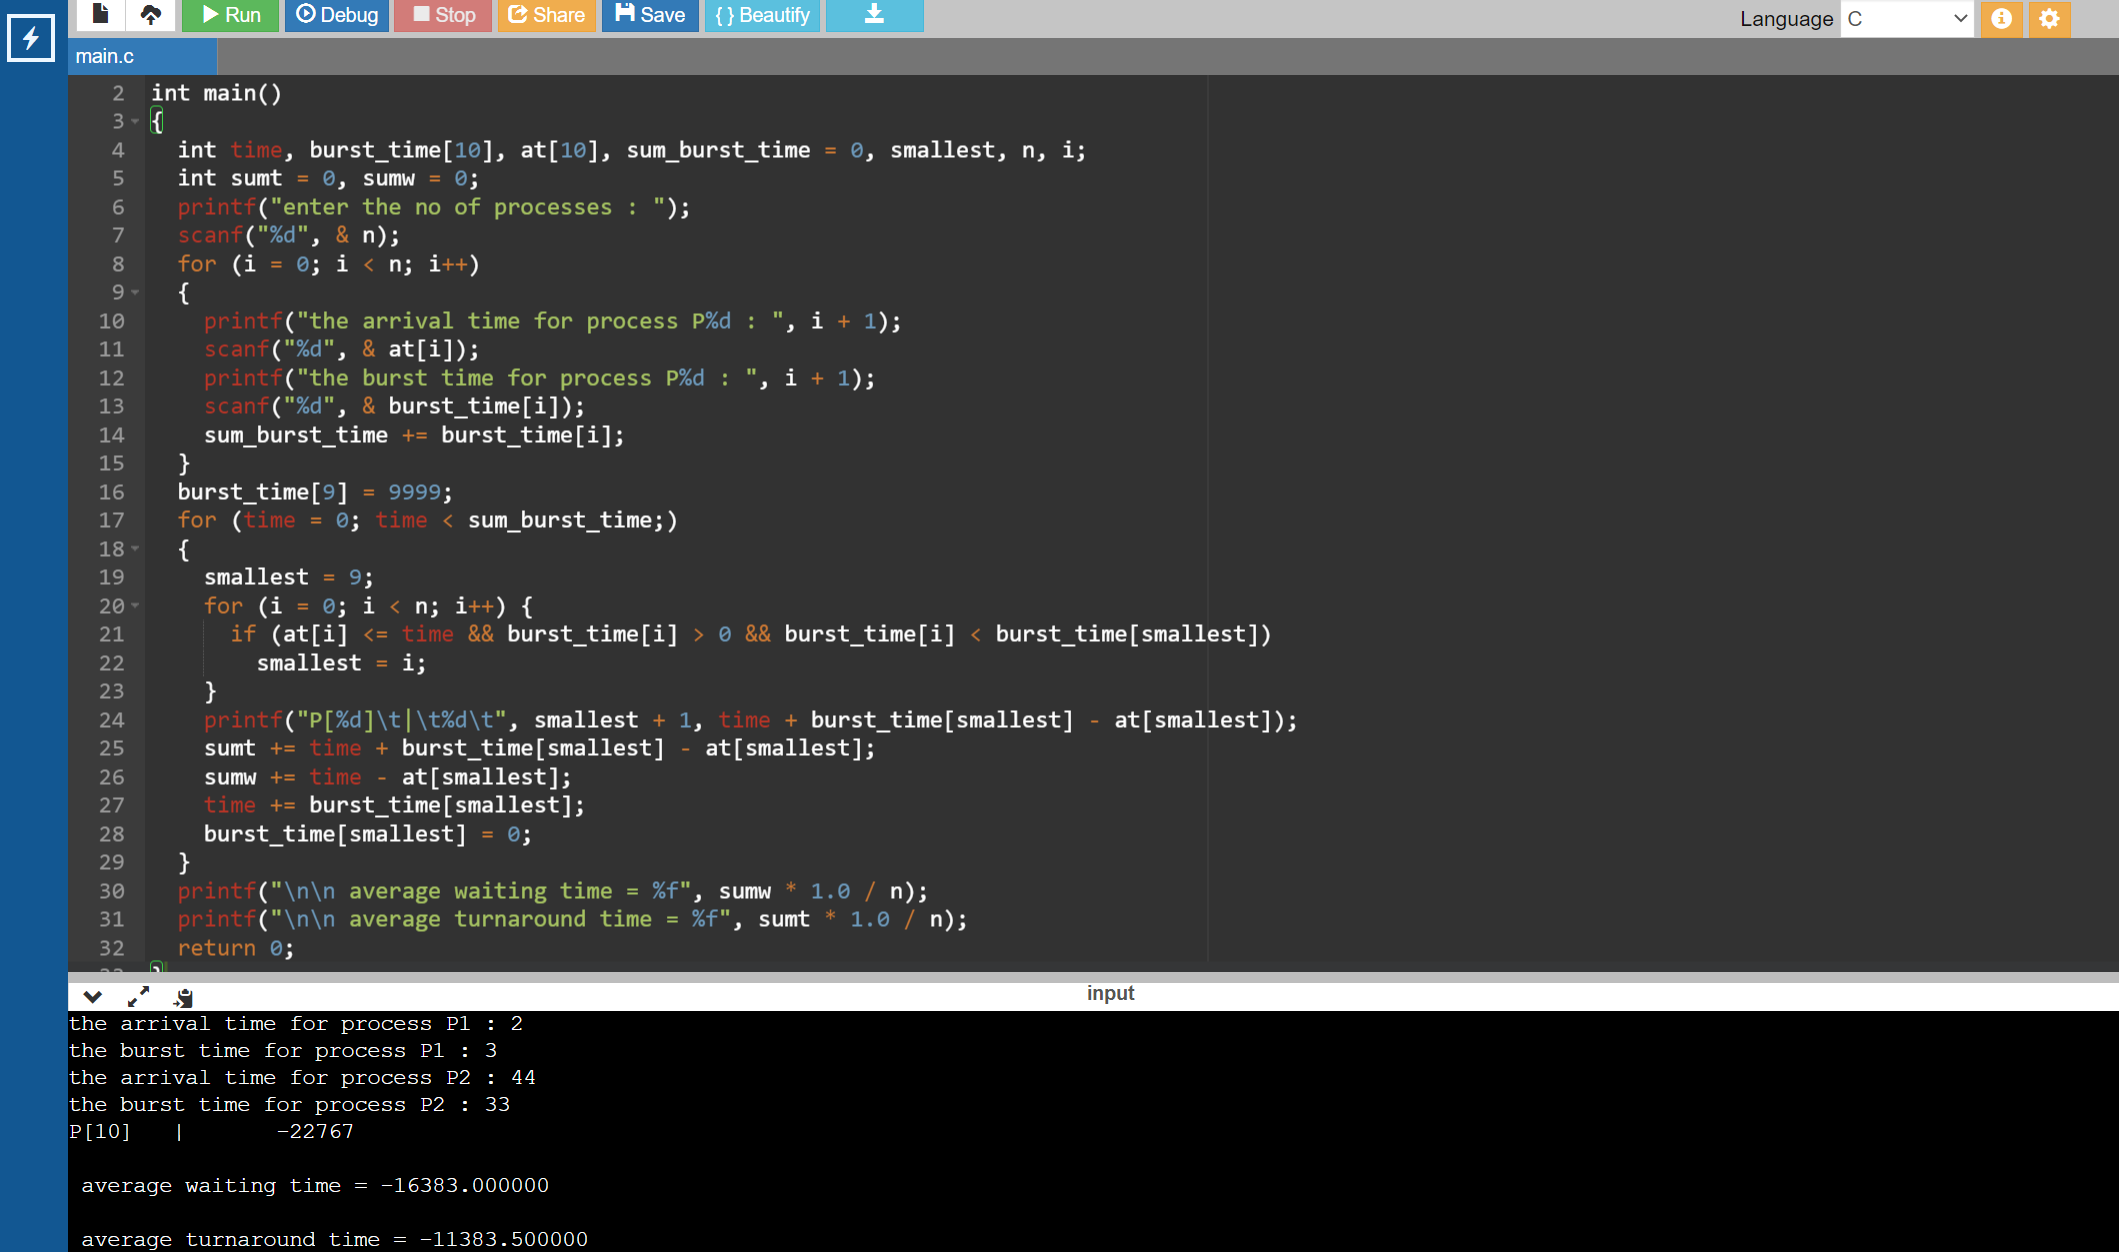 Run Debug Stop Share Save { } Beautify Language C
main.c
2 int main()
3 {
4 int time, burst_time[10], at[10], sum_burst_time = 0, smallest, n, i;
5 int sumt = 0, sumw = 0;
6 printf("enter the no of processes : ");
7 scanf("%d", & n);
8 for (i = 0; i < n; i++)
9 {
10 printf("the arrival time for process P%d : ", i + 1);
11 scanf("%d", & at[i]);
12 printf("the burst time for process P%d : ", i + 1);
13 scanf("%d", & burst_time[i]);
14 sum_burst_time += burst_time[i];
15 }
16 burst_time[9] = 9999;
17 for (time = 0; time < sum_burst_time;)
18 {
19 smallest = 9;
20 for (i = 0; i < n; i++) {
21 if (at[i] <= time && burst_time[i] > 0 && burst_time[i] < burst_time[smallest])
22 smallest = i;
23 }
24 printf("P[%d]\t|\t%d\t", smallest + 1, time + burst_time[smallest] - at[smallest]);
25 sumt += time + burst_time[smallest] - at[smallest];
26 sumw += time - at[smallest];
27 time += burst_time[smallest];
28 burst_time[smallest] = 0;
29 }
30 printf("\n\n average waiting time = %f", sumw * 1.0 / n);
31 printf("\n\n average turnaround time = %f", sumt * 1.0 / n);
32 return 0;
33 }
input
the arrival time for process P1 : 2
the burst time for process P1 : 3
the arrival time for process P2 : 44
the burst time for process P2 : 33
P[10] | -22767
average waiting time = -16383.000000
average turnaround time = -11383.500000